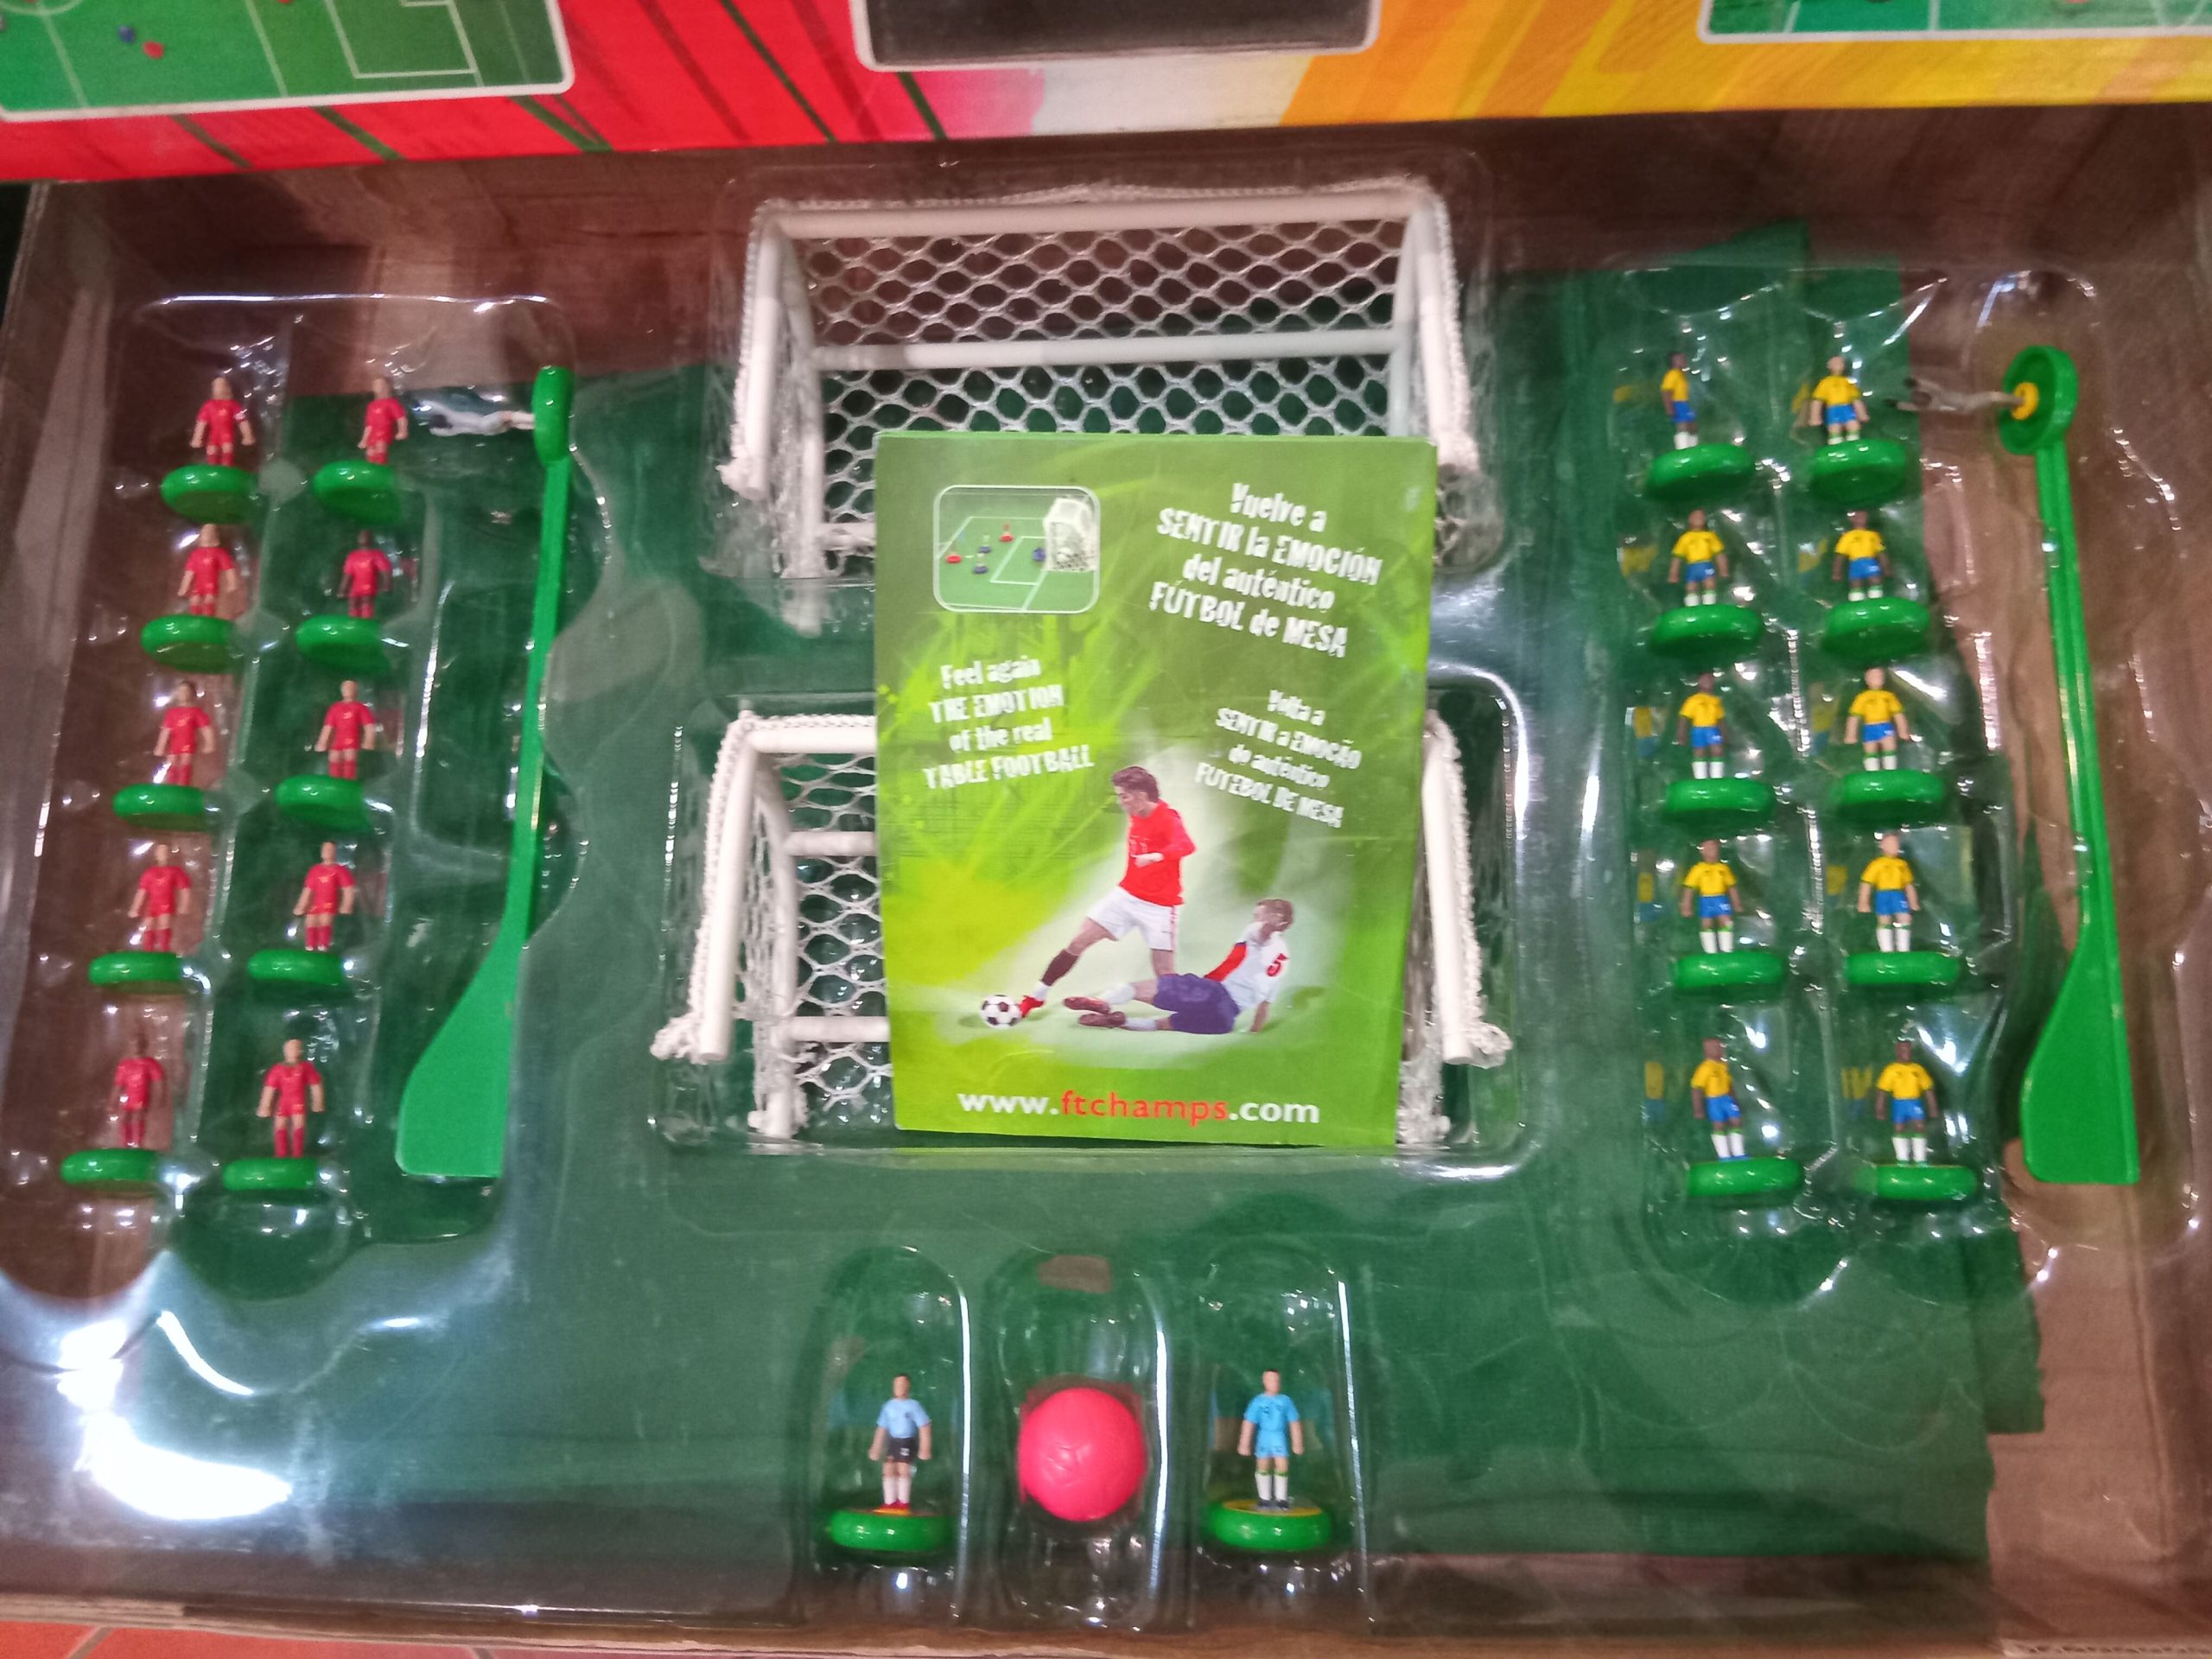 Vuelve a
SENTIR la EMOCIÓN
del auténtico
FÚTBOL de MESA
Feel again
THE EMOTION
of the real
TABLE FOOTBALL
Volta a
SENTIR a EMOÇÃO
do autêntico
FUTEBOL DE MESA
5
www.ftchamps.com